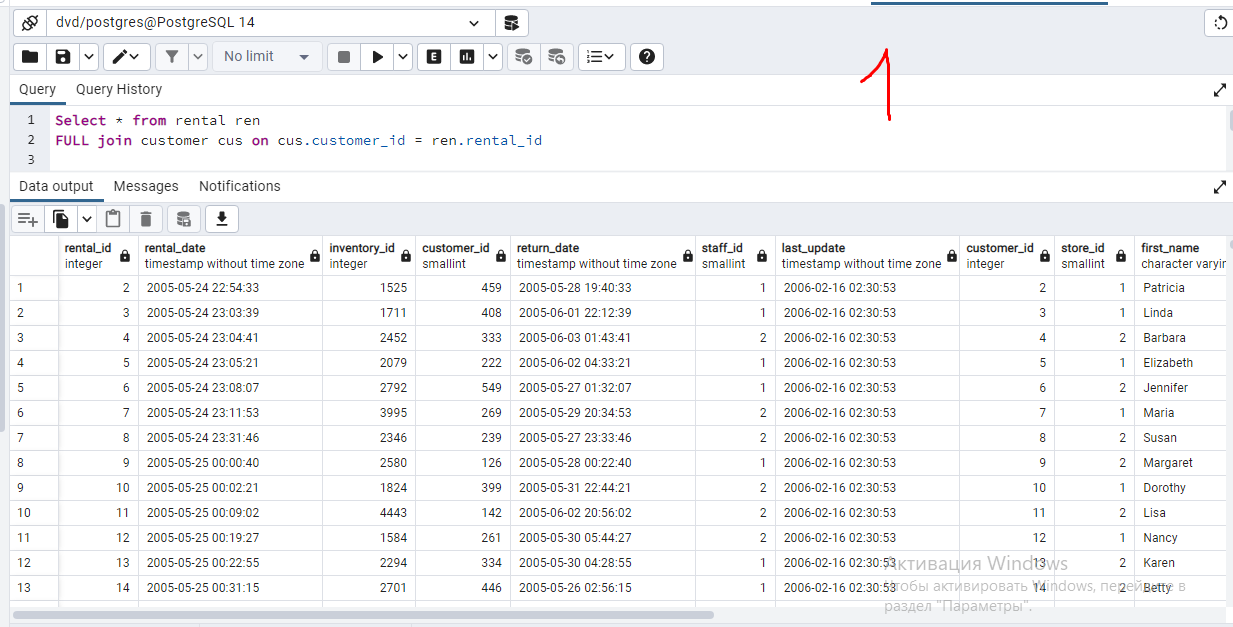 dvd/postgres@PostgreSQL 14
No limit
E
?
1
Query Query History
1 Select * from rental ren
2 FULL join customer cus on cus.customer_id = ren.rental_id
3
Data output Messages Notifications
rental_id rental_date inventory_id customer_id return_date staff_id last_update customer_id store_id first_name
integer timestamp without time zone integer smallint timestamp without time zone smallint timestamp without time zone integer smallint character varyin
1 2 2005-05-24 22:54:33 1525 459 2005-05-28 19:40:33 1 2006-02-16 02:30:53 2 1 Patricia
2 3 2005-05-24 23:03:39 1711 408 2005-06-01 22:12:39 1 2006-02-16 02:30:53 3 1 Linda
3 4 2005-05-24 23:04:41 2452 333 2005-06-03 01:43:41 2 2006-02-16 02:30:53 4 2 Barbara
4 5 2005-05-24 23:05:21 2079 222 2005-06-02 04:33:21 1 2006-02-16 02:30:53 5 1 Elizabeth
5 6 2005-05-24 23:08:07 2792 549 2005-05-27 01:32:07 1 2006-02-16 02:30:53 6 2 Jennifer
6 7 2005-05-24 23:11:53 3995 269 2005-05-29 20:34:53 2 2006-02-16 02:30:53 7 1 Maria
7 8 2005-05-24 23:31:46 2346 239 2005-05-27 23:33:46 2 2006-02-16 02:30:53 8 2 Susan
8 9 2005-05-25 00:00:40 2580 126 2005-05-28 00:22:40 1 2006-02-16 02:30:53 9 2 Margaret
9 10 2005-05-25 00:02:21 1824 399 2005-05-31 22:44:21 2 2006-02-16 02:30:53 10 1 Dorothy
10 11 2005-05-25 00:09:02 4443 142 2005-06-02 20:56:02 2 2006-02-16 02:30:53 11 2 Lisa
11 12 2005-05-25 00:19:27 1584 261 2005-05-30 05:44:27 2 2006-02-16 02:30:53 12 1 Nancy
12 13 2005-05-25 00:22:55 2294 334 2005-05-30 04:28:55 1 2006-02-16 02:30:53 13 2 Karen
13 14 2005-05-25 00:31:15 2701 446 2005-05-26 02:56:15 1 2006-02-16 02:30:53 14 2 Betty
Активация Windows
Чтобы активировать Windows, перейдите в
раздел "Параметры".